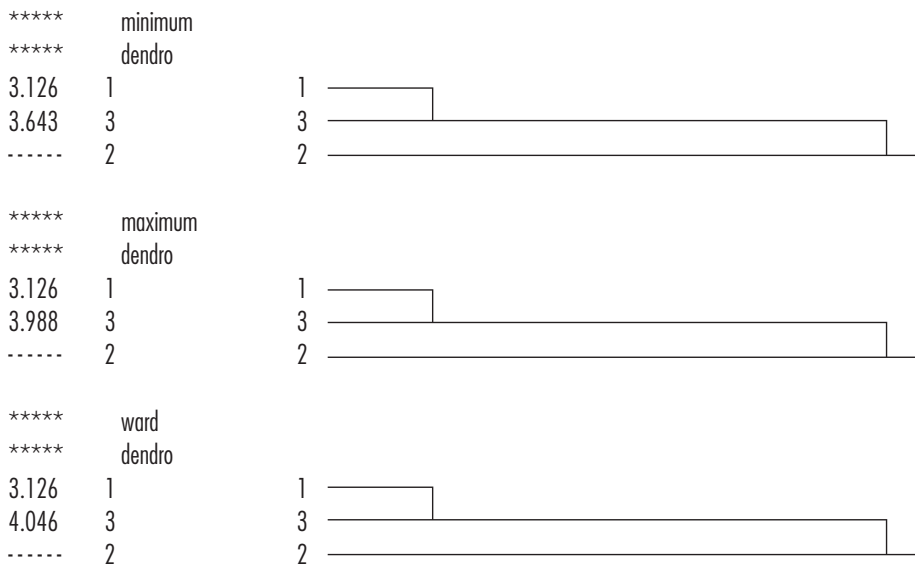 ***** minimum
***** dendro
3.126 1 1
3.643 3 3
------ 2 2
***** maximum
***** dendro
3.126 1 1
3.988 3 3
------ 2 2
***** ward
***** dendro
3.126 1 1
4.046 3 3
------ 2 2